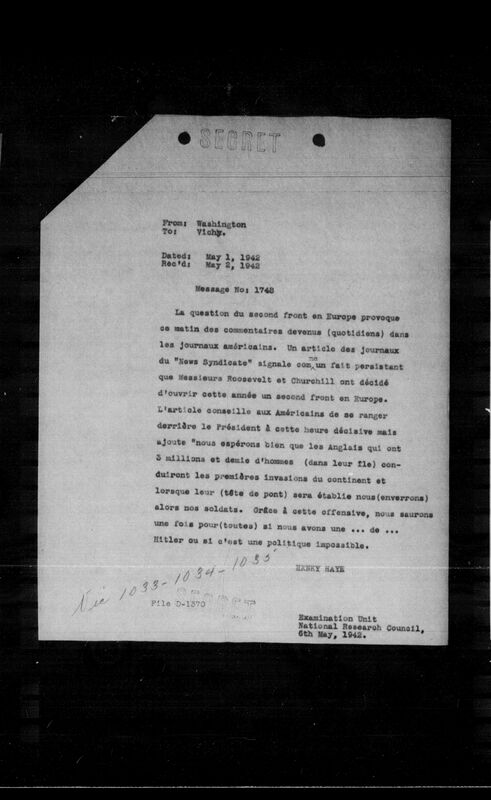 SECRET
From: Washington
To: Vichy.
Dated: May 1, 1942
Rec'd: May 2, 1942
Message No: 1748
La question du second front en Europe provoque
ce matin des commentaires devenus (quotidiens) dans
les journaux américains. Un article des journaux
du "News Syndicate" signale comme un fait persistant
que Messieurs Roosevelt et Churchill ont décidé
d'ouvrir cette année un second front en Europe.
L'article conseille aux Américains de se ranger
derrière le Président à cette heure décisive mais
ajoute "nous espérons bien que les Anglais qui ont
3 millions et demie d'hommes (dans leur île) con-
duiront les premières invasions du continent et
lorsque leur (tête de pont) sera établie nous(enverrons)
alors nos soldats. Grâce à cette offensive, nous saurons
une fois pour(toutes) si nous avons une ... de ...
Hitler ou si c'est une politique impossible.
HENRY HAYE
1033-1034-1035
SECRET
File D-1370
Examination Unit
National Research Council,
6th May, 1942.